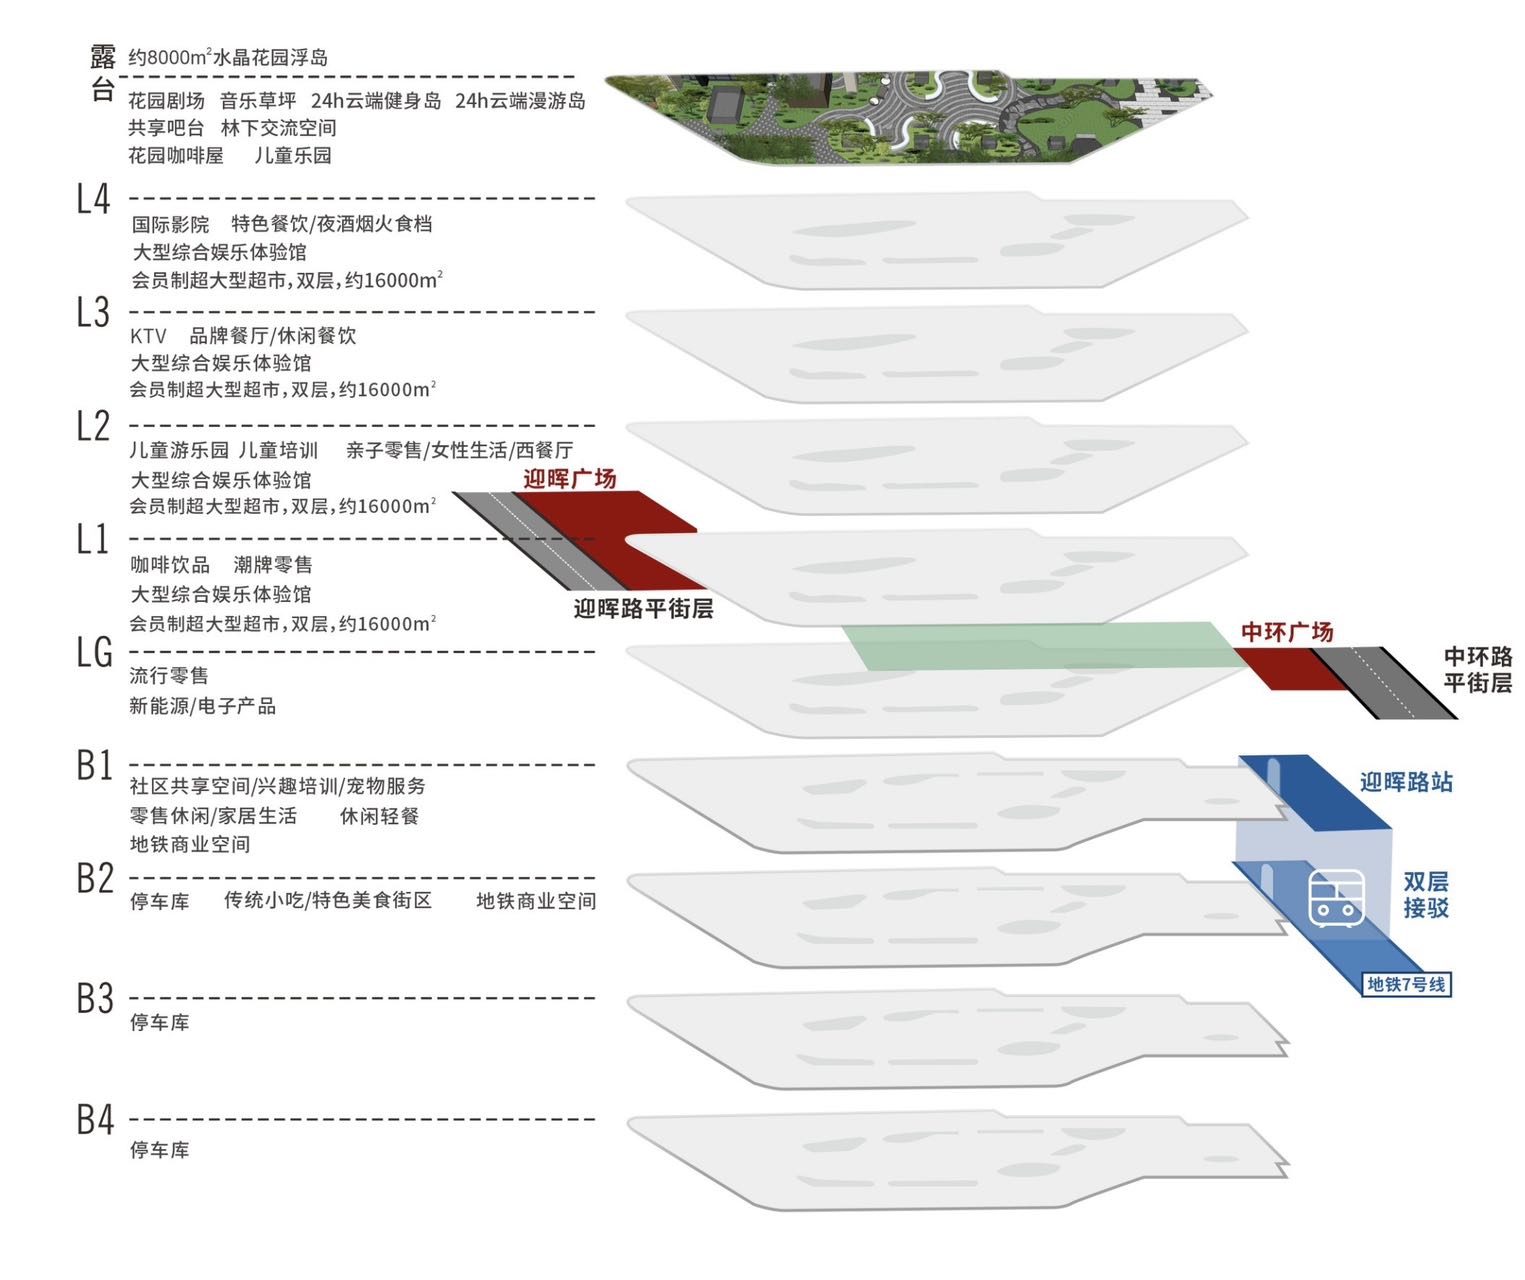 露台
约8000m²水晶花园浮岛
花园剧场 音乐草坪 24h云端健身岛 24h云端漫游岛
共享吧台 林下交流空间
花园咖啡屋 儿童乐园
L4
国际影院 特色餐饮/夜酒烟火食档
大型综合娱乐体验馆
会员制超大型超市,双层,约16000m²
L3
KTV 品牌餐厅/休闲餐饮
大型综合娱乐体验馆
会员制超大型超市,双层,约16000m²
L2
儿童游乐园 儿童培训 亲子零售/女性生活/西餐厅
大型综合娱乐体验馆
会员制超大型超市,双层,约16000m²
迎晖广场
L1
咖啡饮品 潮牌零售
大型综合娱乐体验馆
会员制超大型超市,双层,约16000m²
迎晖路平街层
LG
流行零售
新能源/电子产品
中环广场
中环路
平街层
B1
社区共享空间/兴趣培训/宠物服务
零售休闲/家居生活 休闲轻餐
地铁商业空间
迎晖路站
B2
停车库 传统小吃/特色美食街区 地铁商业空间
双层
接驳
地铁7号线
B3
停车库
B4
停车库